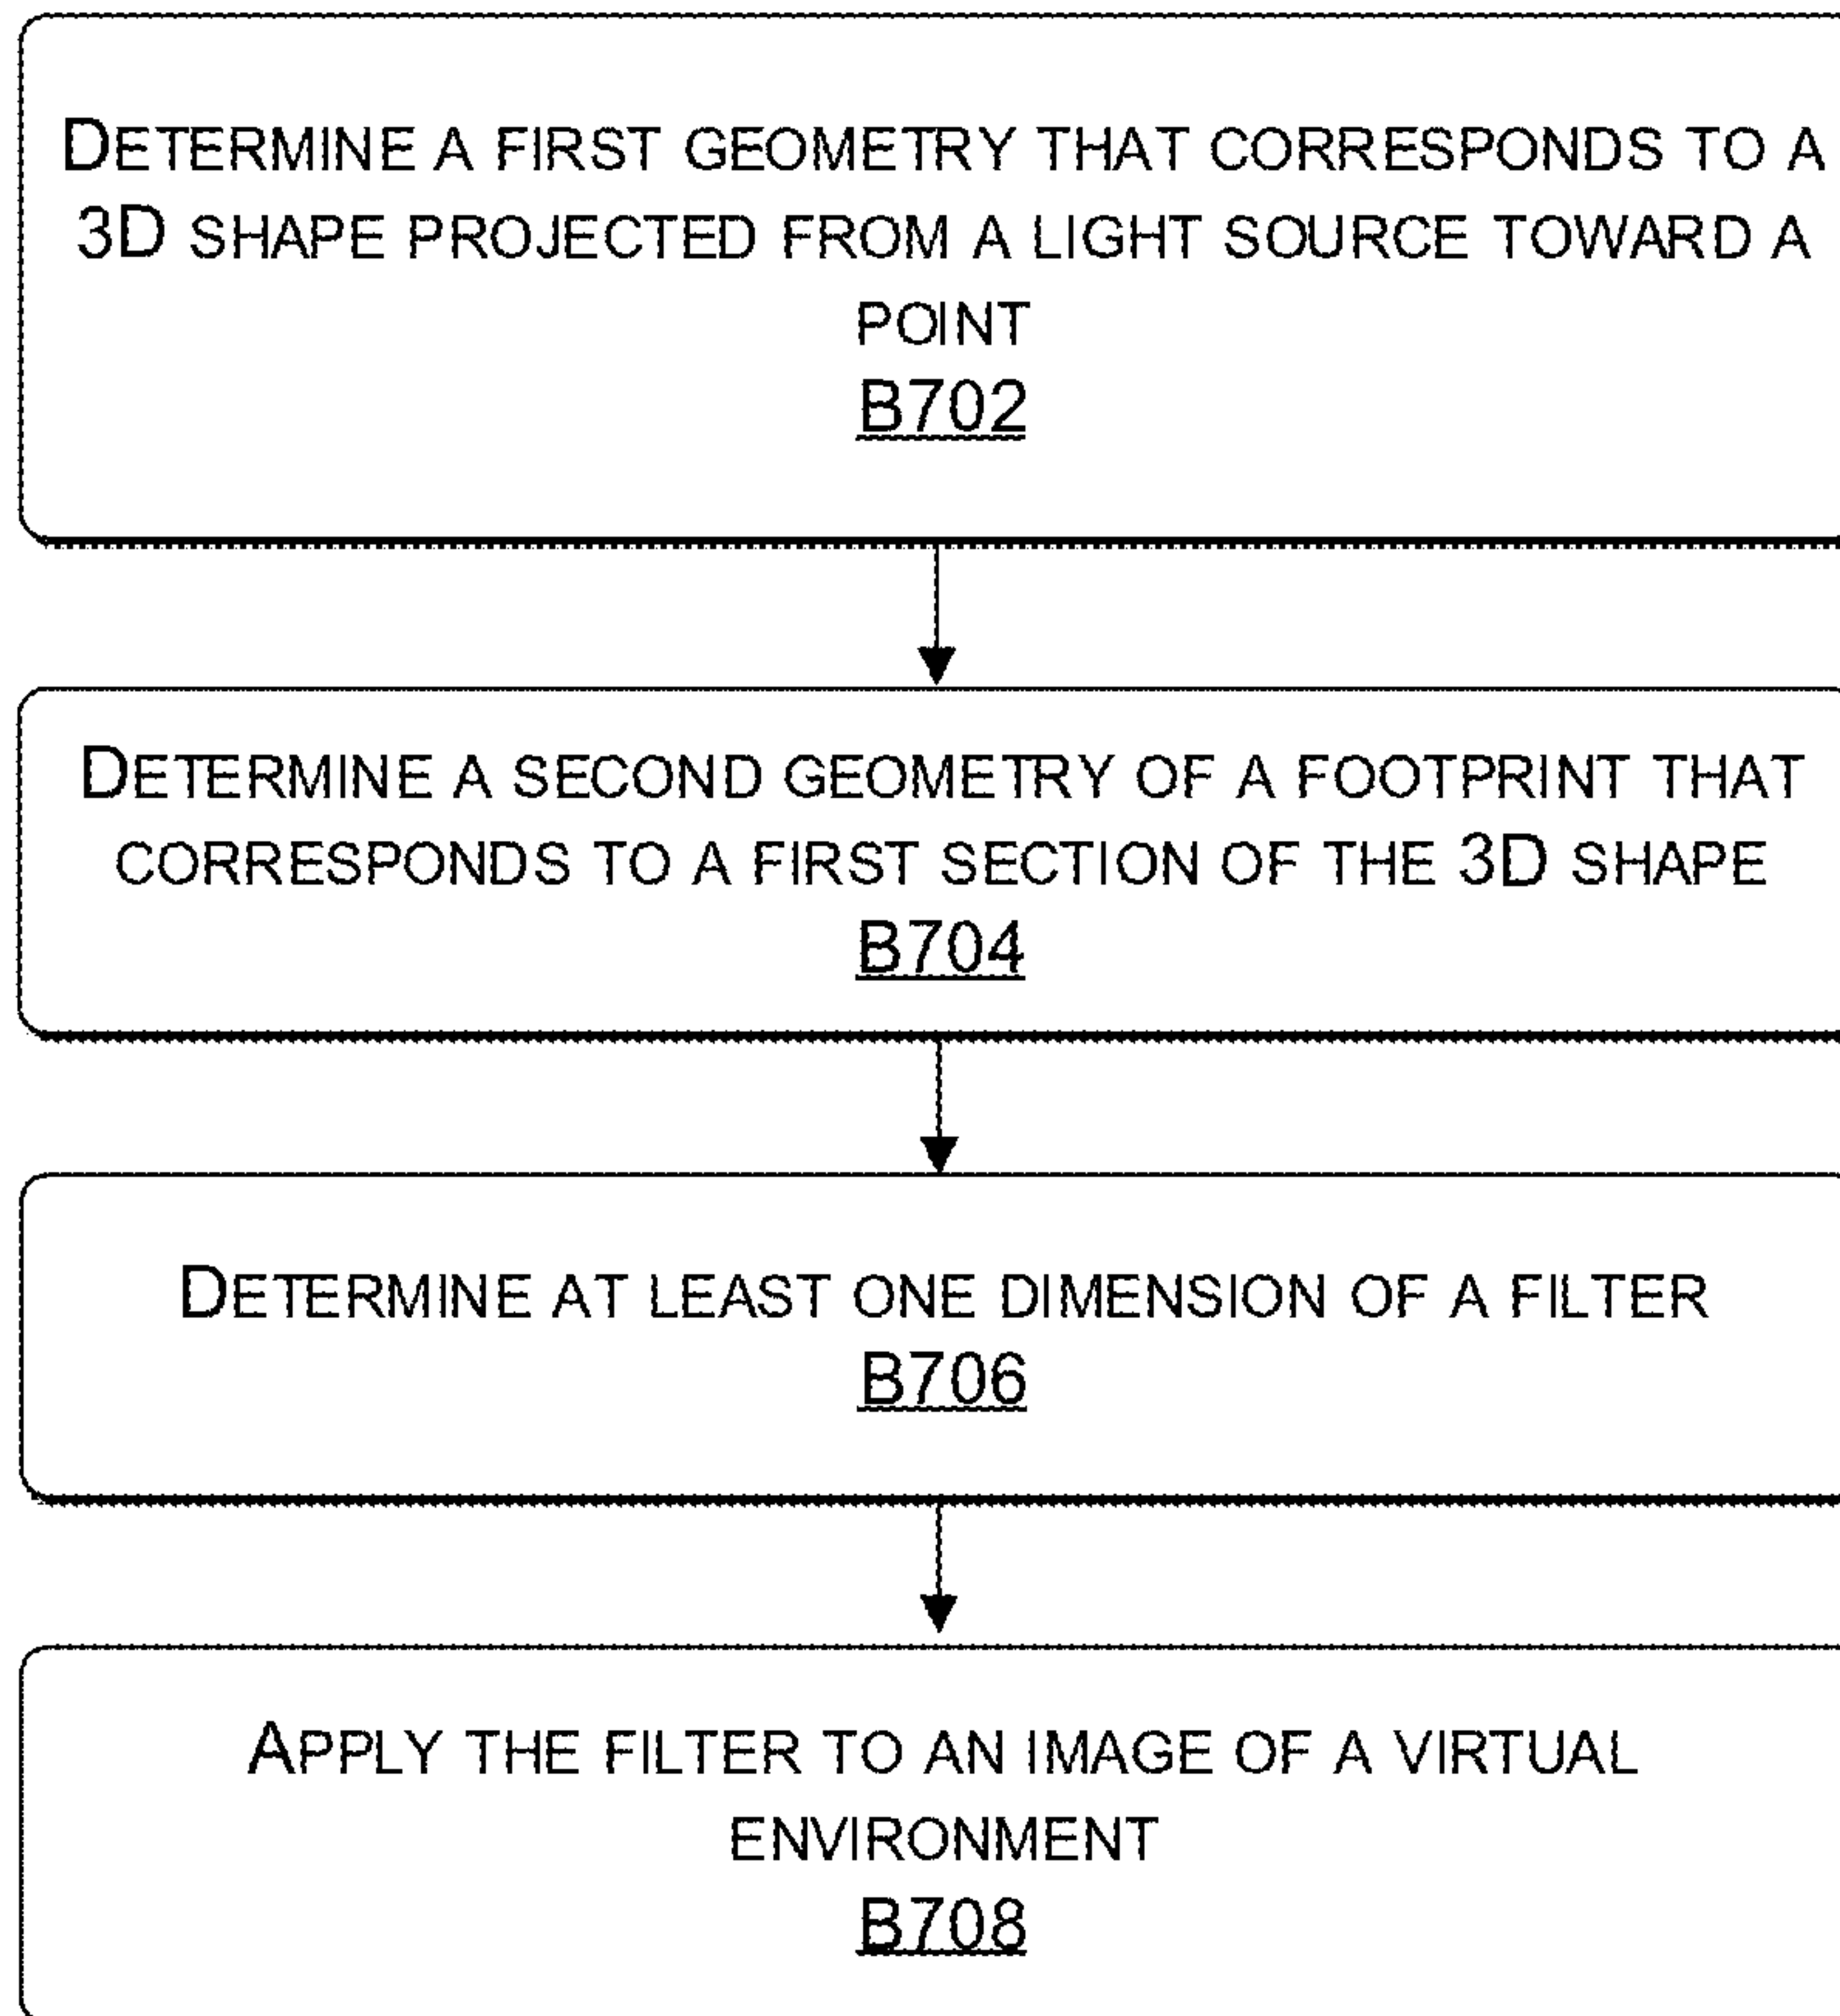 DETERMINE A FIRST GEOMETRY THAT CORRESPONDS TO A
3D SHAPE PROJECTED FROM A LIGHT SOURCE TOWARD A
POINT
B702
DETERMINE A SECOND GEOMETRY OF A FOOTPRINT THAT
CORRESPONDS TO A FIRST SECTION OF THE 3D SHAPE
B704
DETERMINE AT LEAST ONE DIMENSION OF A FILTER
B706
APPLY THE FILTER TO AN IMAGE OF A VIRTUAL
ENVIRONMENT
B708